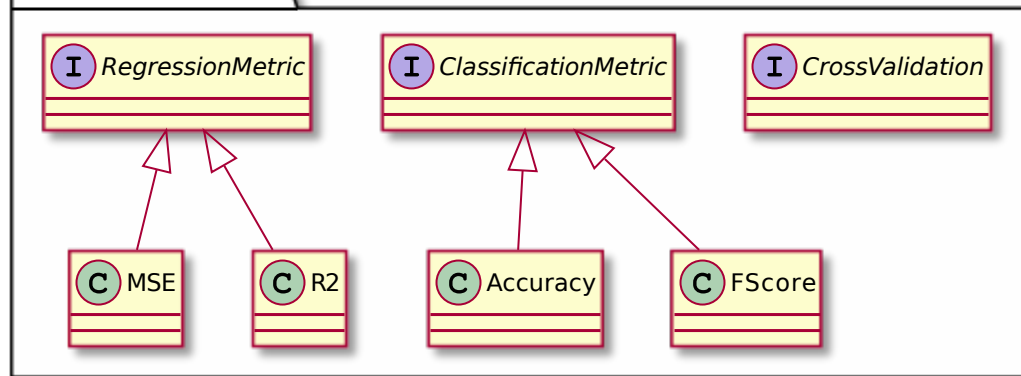 I RegressionMetric
I ClassificationMetric
I CrossValidation
C MSE
C R2
C Accuracy
C FScore